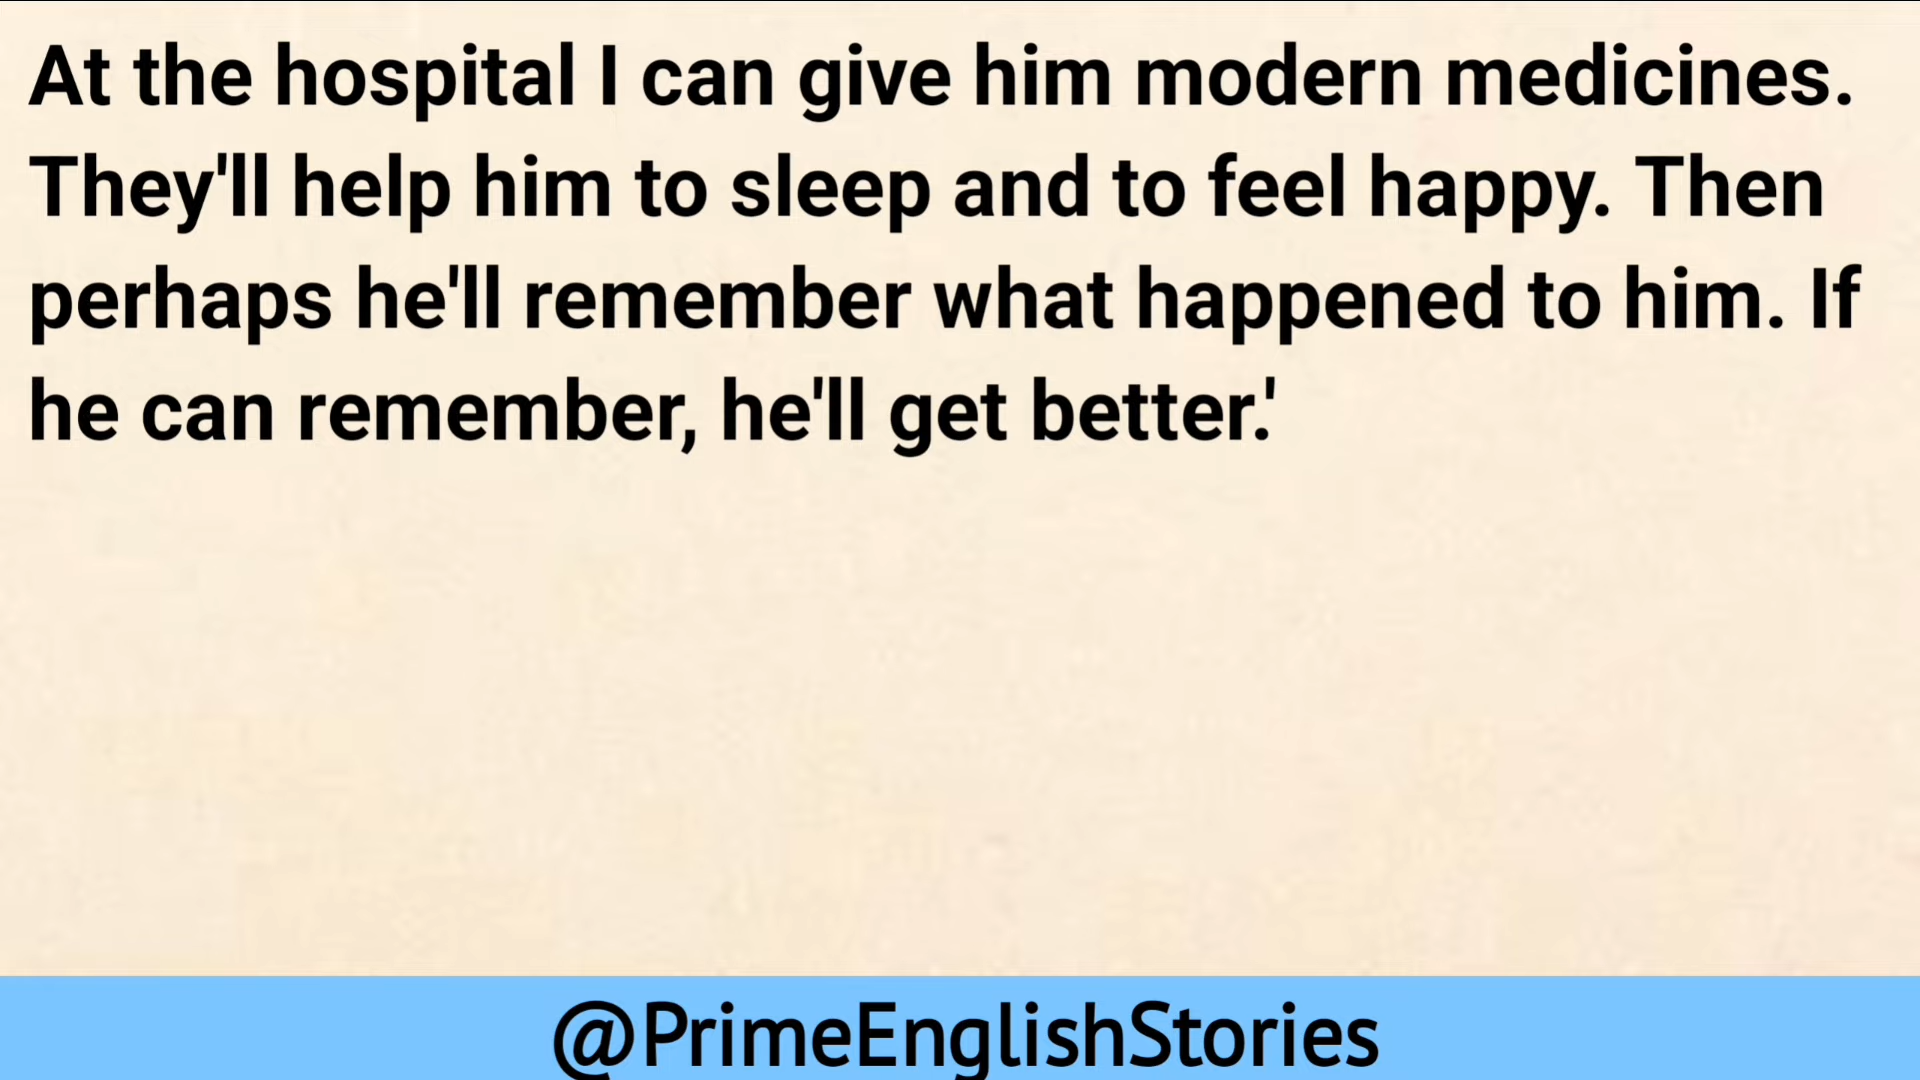 At the hospital I can give him modern medicines.
They'll help him to sleep and to feel happy. Then
perhaps he'll remember what happened to him. If
he can remember, he'll get better.'
@PrimeEnglishStories